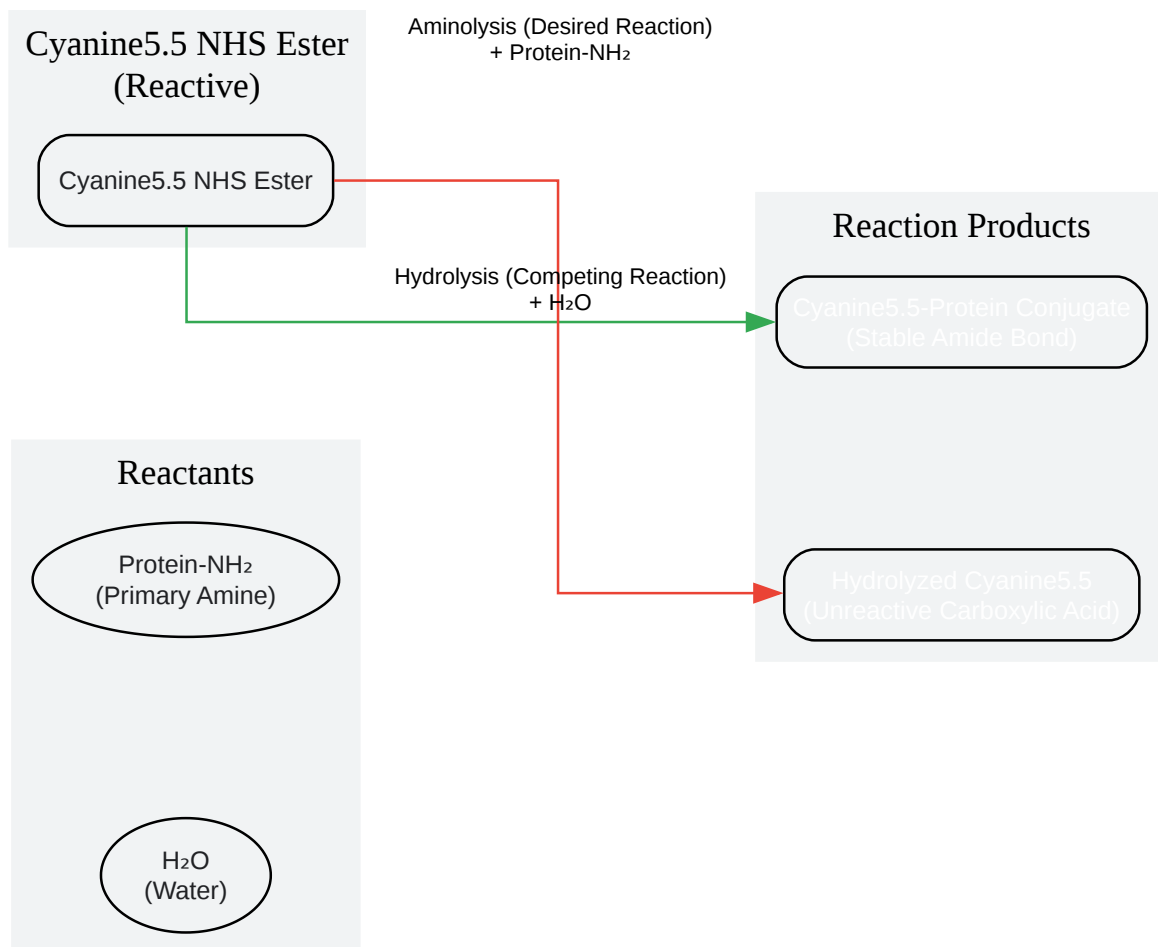 Cyanine5.5 NHS Ester
(Reactive)
Cyanine5.5 NHS Ester
Aminolysis (Desired Reaction)
+ Protein-NH₂
Hydrolysis (Competing Reaction)
+ H₂O
Reaction Products
Cyanine5.5-Protein Conjugate
(Stable Amide Bond)
Hydrolyzed Cyanine5.5
(Unreactive Carboxylic Acid)
Reactants
Protein-NH₂
(Primary Amine)
H₂O
(Water)